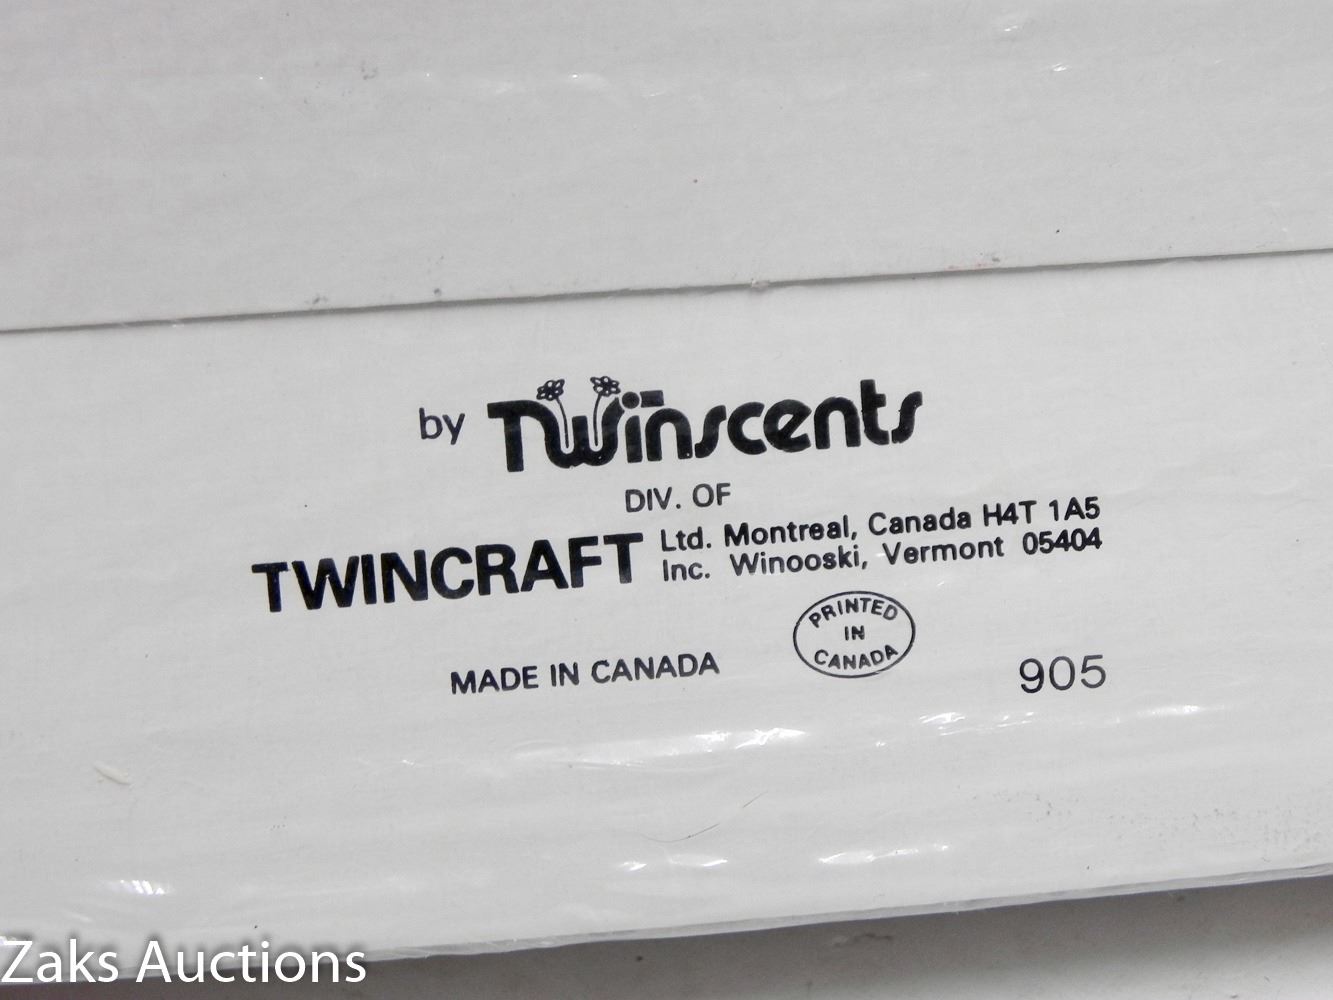 by Twinscents
DIV. OF
TWINCRAFT Ltd. Montreal, Canada H4T 1A5
Inc. Winooski, Vermont 05404
PRINTED
IN
CANADA
MADE IN CANADA
905
Zaks Auctions